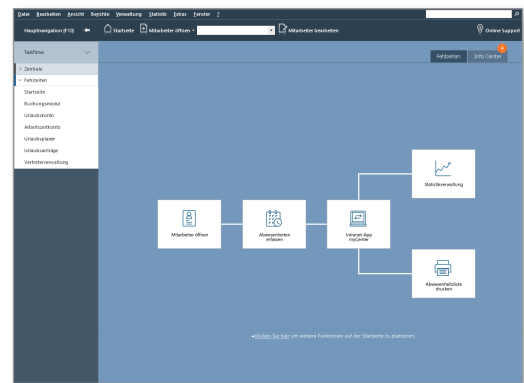 Datei Bearbeiten Ansicht Berichte Verwaltung Statistik Extras Fenster ?
Hauptnavigation [F12] Startseite Mitarbeiter öffnen Mitarbeiter bearbeiten Online Support
Testfirma
4
Fehlzeiten Info Center
Zentrale
Fehlzeiten
Startseite
Buchungsmodul
Urlaubskonto
Arbeitszeitkonto
Urlaubsplaner
Urlaubsanträge
Vertreterverwaltung
Statistikverwaltung
Mitarbeiter öffnen
Abwesenheiten
erfassen
Intranet-App
myCenter
Abwesenheitsliste
drucken
Klicken Sie hier um weitere Funktionen auf der Startseite zu platzieren.